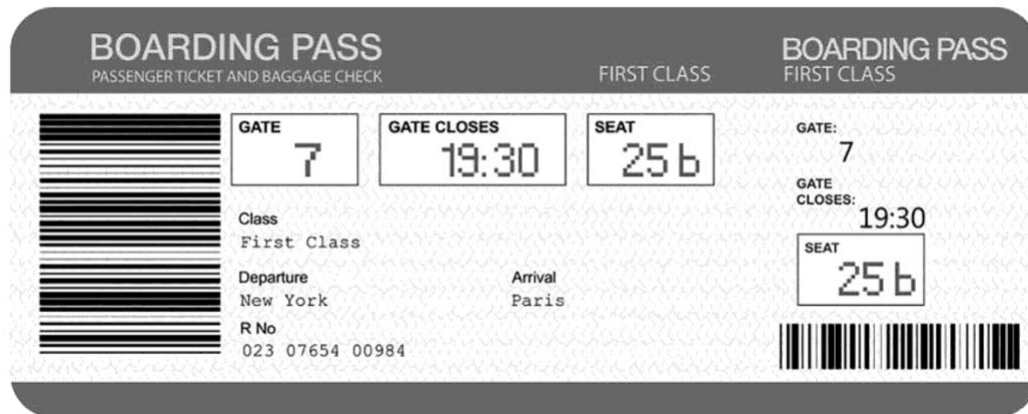 BOARDING PASS
PASSENGER TICKET AND BAGGAGE CHECK
FIRST CLASS
GATE
7
GATE CLOSES
19:30
SEAT
25b
Class
First Class
Departure
New York
Arrival
Paris
R No
023 07654 00984
BOARDING PASS
FIRST CLASS
GATE:
7
GATE
CLOSES:
19:30
SEAT
25b